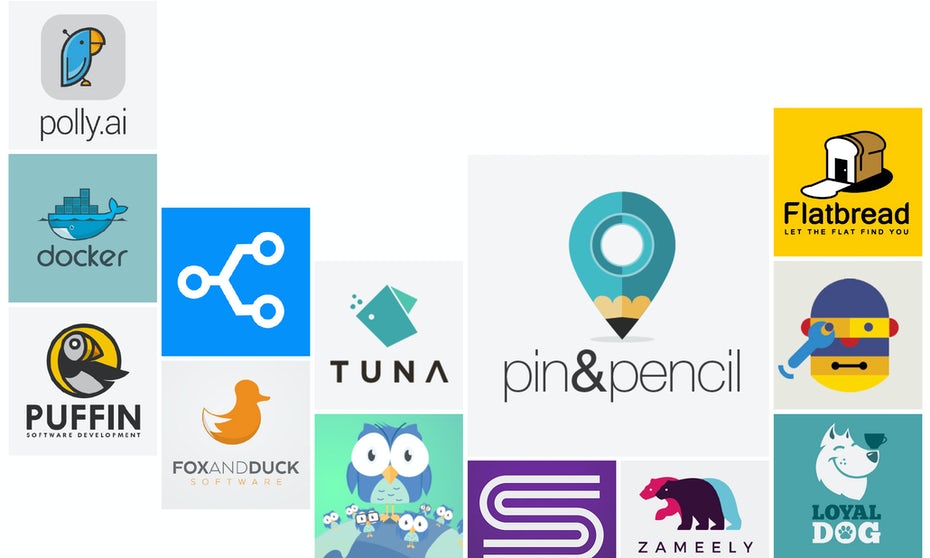 polly.ai
docker
PUFFIN
SOFTWARE DEVELOPMENT
FOXANDDUCK
SOFTWARE
TUNA
pin&pencil
ZAMEELY
Flatbread
LET THE FLAT FIND YOU
LOYAL
DOG